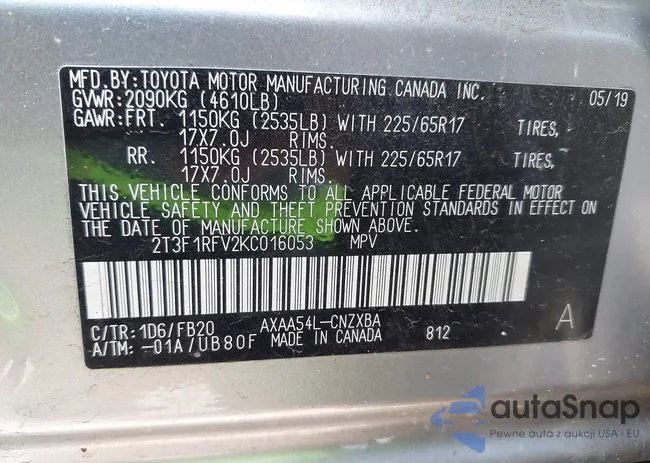 MFD.BY:TOYOTA MOTOR MANUFACTURING CANADA INC.
GVWR:2090KG (4610LB) 05/19
GAWR:FRT. 1150KG (2535LB) WITH 225/65R17 TIRES,
17X7.0J RIMS.
RR. 1150KG (2535LB) WITH 225/65R17 TIRES,
17X7.0J RIMS.
THIS VEHICLE CONFORMS TO ALL APPLICABLE FEDERAL MOTOR
VEHICLE SAFETY AND THEFT PREVENTION STANDARDS IN EFFECT ON
THE DATE OF MANUFACTURE SHOWN ABOVE.
2T3F1RFV2KC016053 MPV
C/TR:1D6/FB20 AXAA54L-CNZXBA A
A/TM:-01A/UB80F MADE IN CANADA 812
autaSnap
Pewne auta z aukcji USA i EU